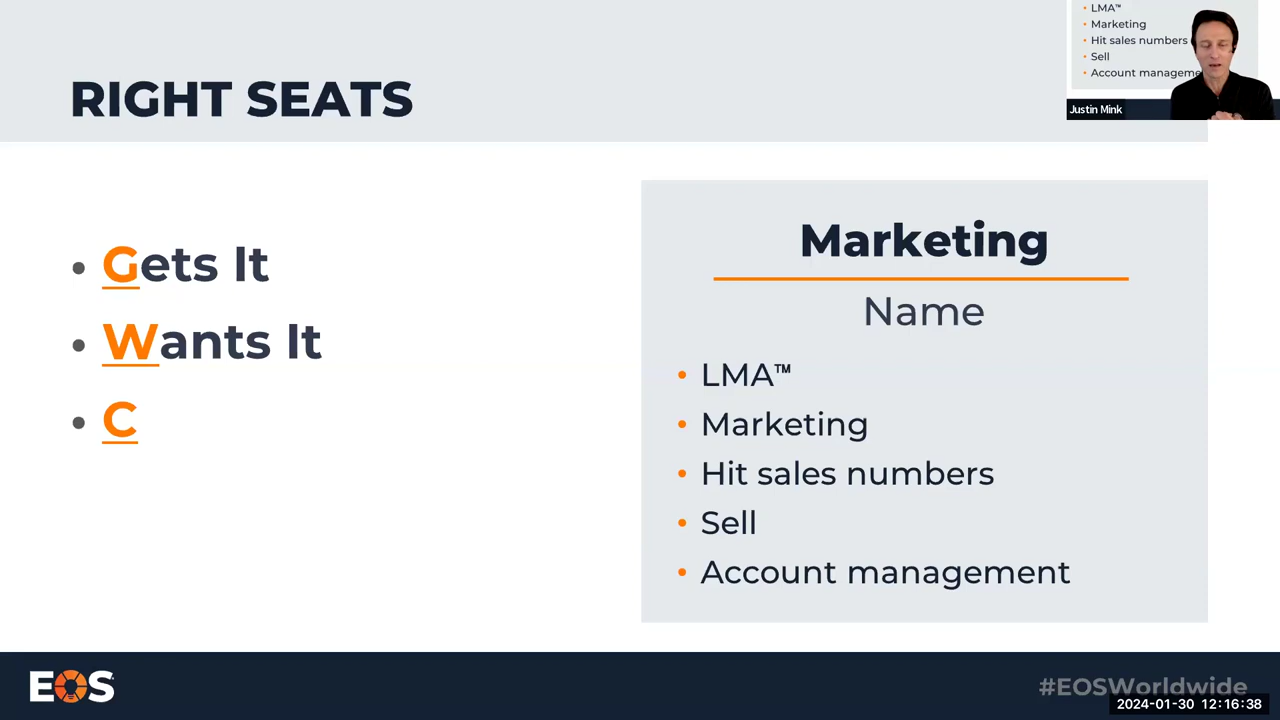 LMA™
Marketing
Hit sales numbers
Sell
Account manageme
Justin Mink
RIGHT SEATS
• Gets It
• Wants It
• C
Marketing
Name
• LMA™
• Marketing
• Hit sales numbers
• Sell
• Account management
EOS
#EOSWorldwide
2024-01-30 12:16:38